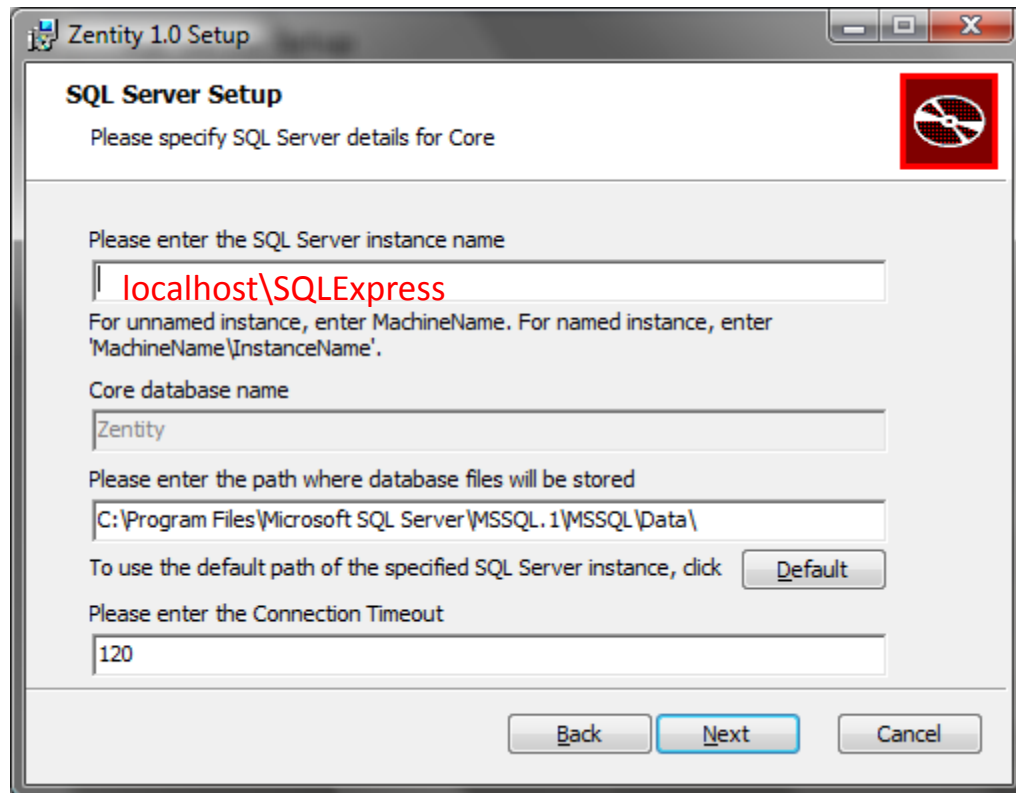 Zentity 1.0 Setup
SQL Server Setup
Please specify SQL Server details for Core
Please enter the SQL Server instance name
localhost\SQLExpress
For unnamed instance, enter MachineName. For named instance, enter
'MachineName\InstanceName'.
Core database name
Zentity
Please enter the path where database files will be stored
C:\Program Files\Microsoft SQL Server\MSSQL.1\MSSQL\Data\
To use the default path of the specified SQL Server instance, click Default
Please enter the Connection Timeout
120
Back Next Cancel